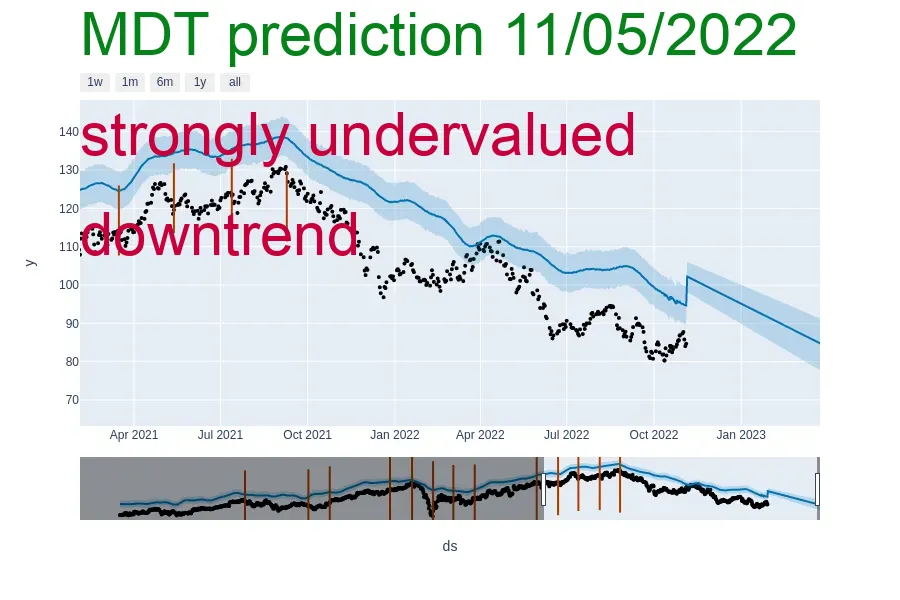 MDT prediction 11/05/2022
1w 1m 6m 1y all
strongly undervalued
downtrend
140
130
120
110
100
90
80
70
y
Apr 2021 Jul 2021 Oct 2021 Jan 2022 Apr 2022 Jul 2022 Oct 2022 Jan 2023
ds